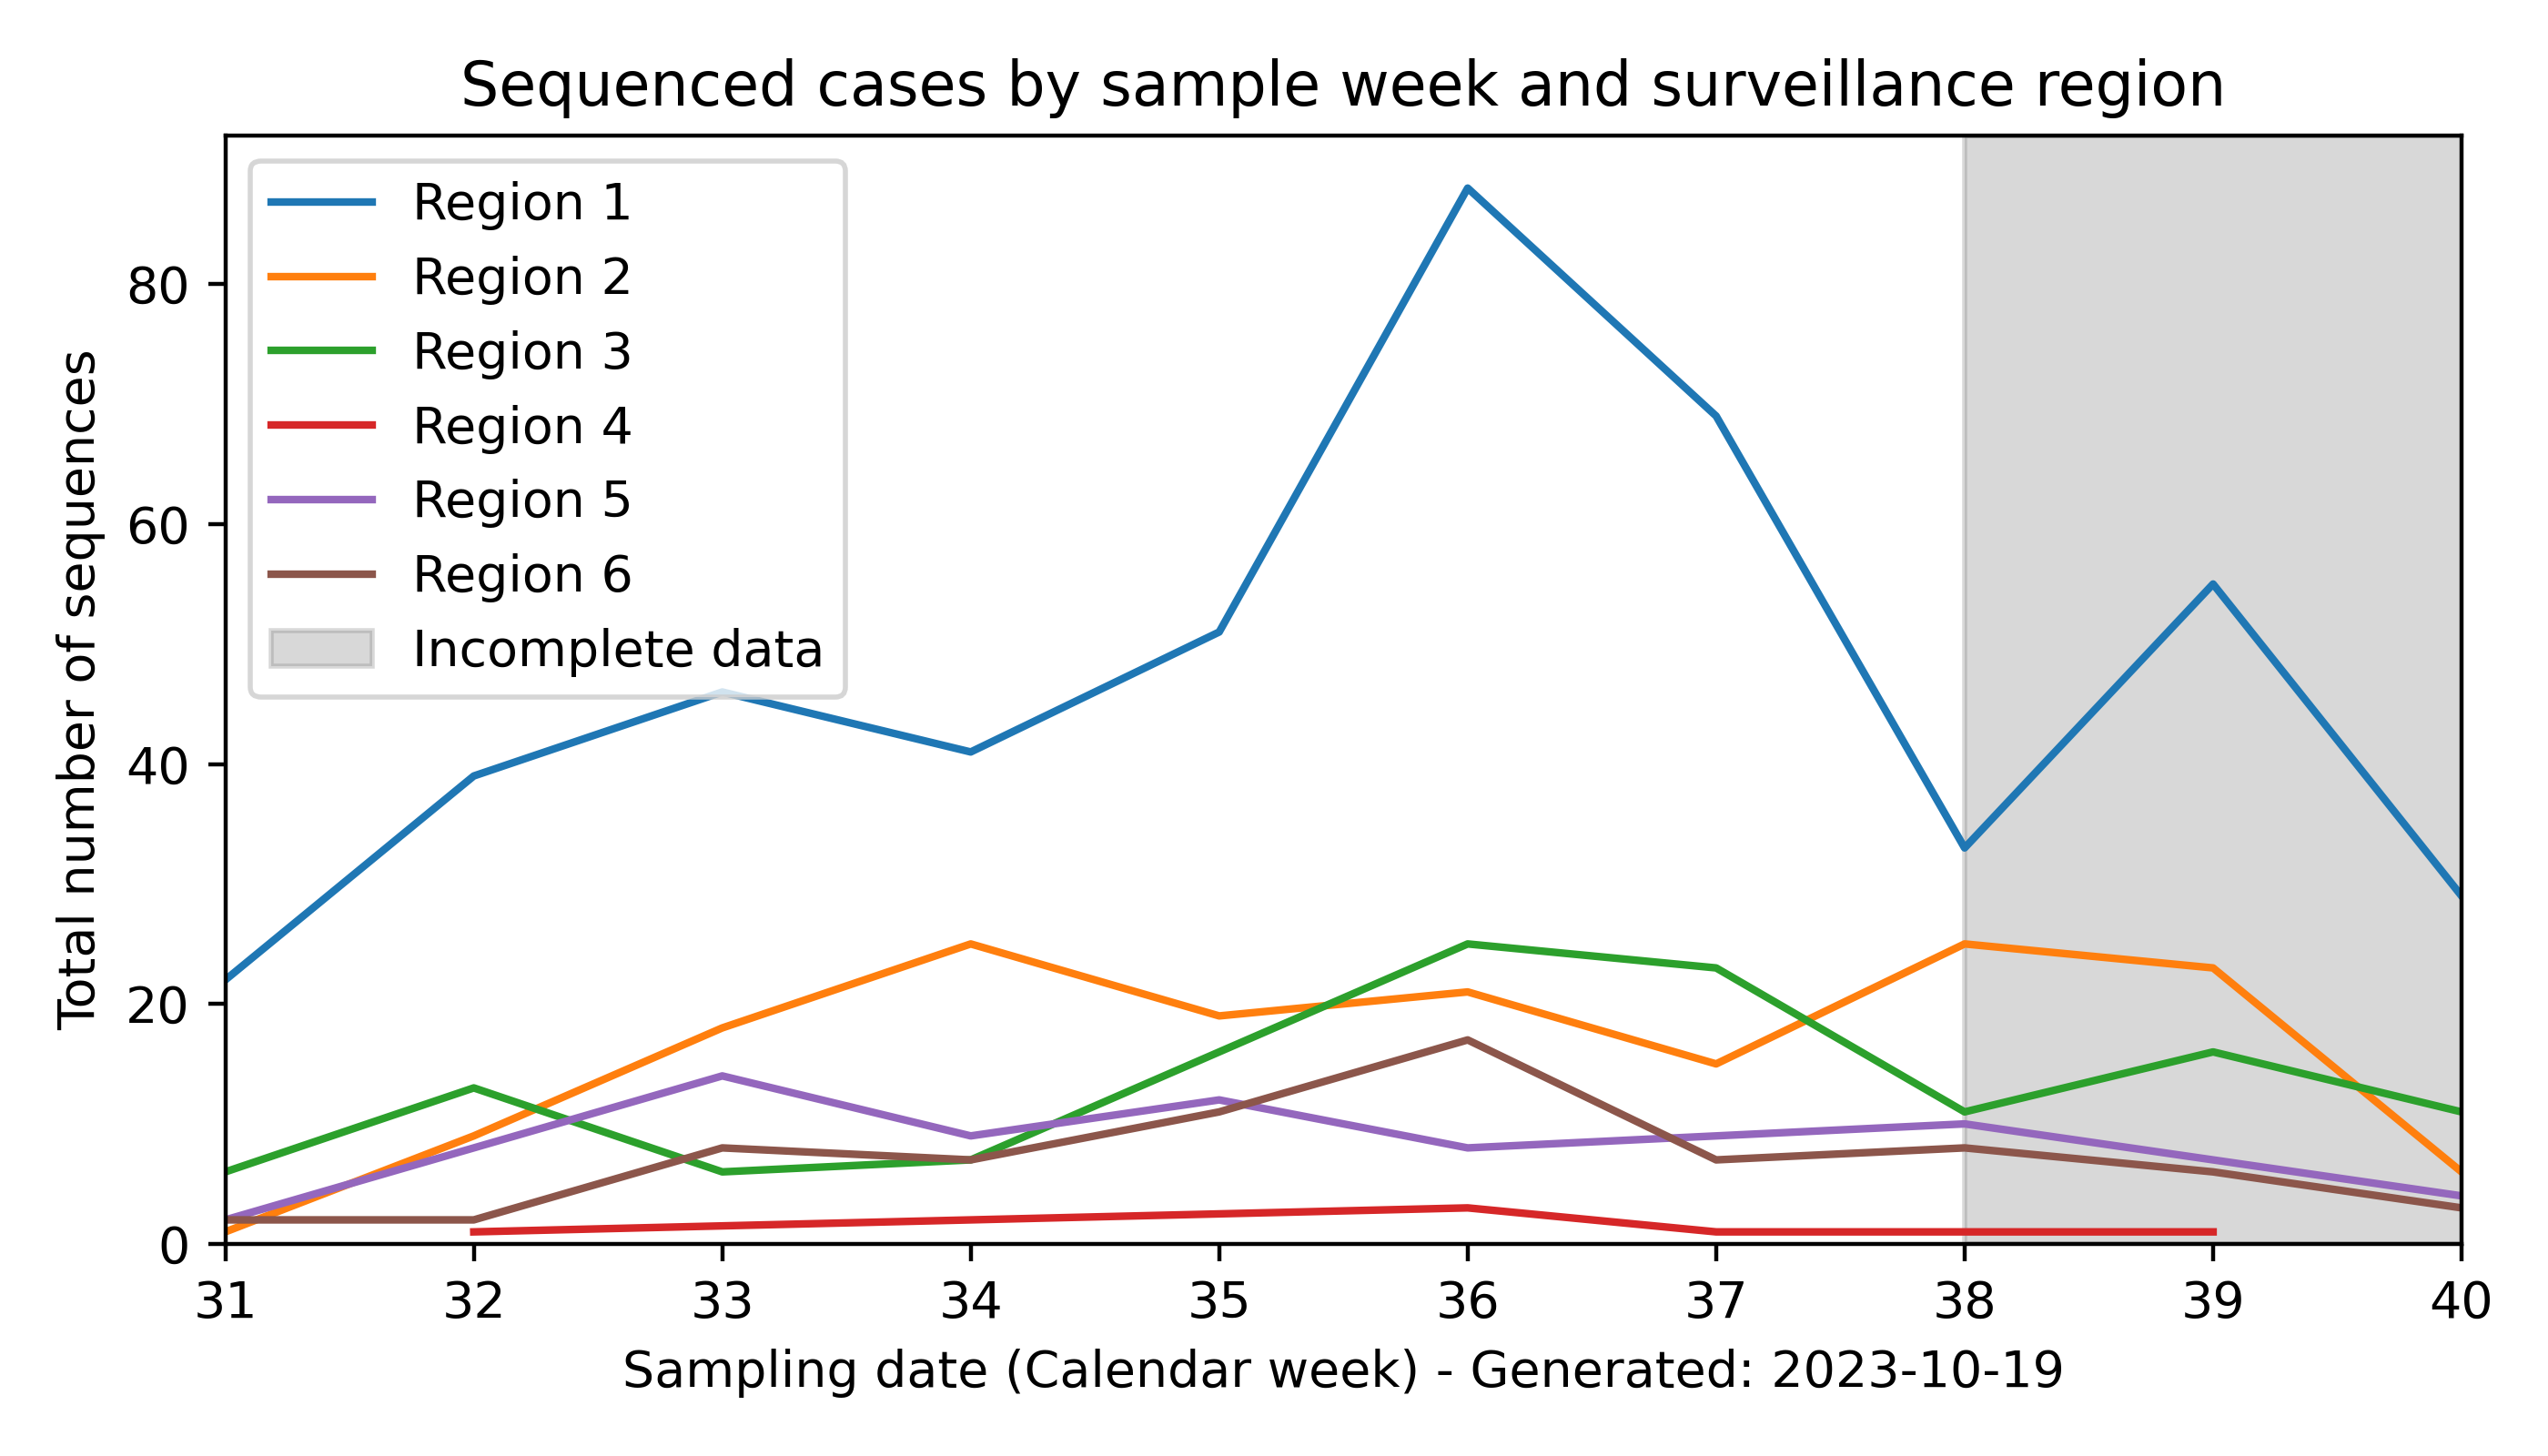 Sequenced cases by sample week and surveillance region
Region 1
Region 2
Region 3
Region 4
Region 5
Region 6
Incomplete data
Total number of sequences
80
60
40
20
0
31 32 33 34 35 36 37 38 39 40
Sampling date (Calendar week) - Generated: 2023-10-19